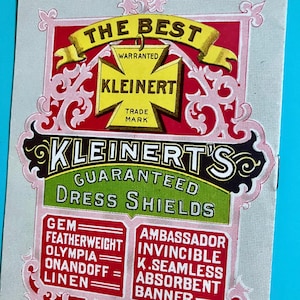 THE BEST
WARRANTED
KLEINERT
TRADE
MARK
KLEINERT'S
GUARANTEED
DRESS SHIELDS
GEM
FEATHERWEIGHT
OLYMPIA
ONANDOFF
LINEN
AMBASSADOR
INVINCIBLE
K.SEAMLESS
ABSORBENT
BANNER